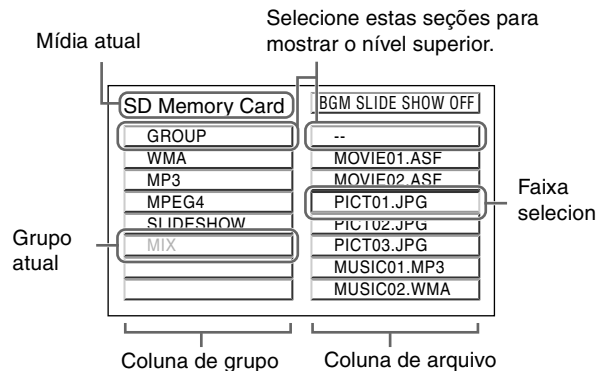 Selecione estas seções para
mostrar o nível superior.
Mídia atual
SD Memory Card
BGM SLIDE SHOW OFF
GROUP
--
WMA
MOVIE01.ASF
MP3
MOVIE02.ASF
MPEG4
PICT01.JPG
Faixa
selecion
SLIDESHOW
PICT02.JPG
Grupo
atual
MIX
PICT03.JPG
MUSIC01.MP3
MUSIC02.WMA
Coluna de grupo
Coluna de arquivo